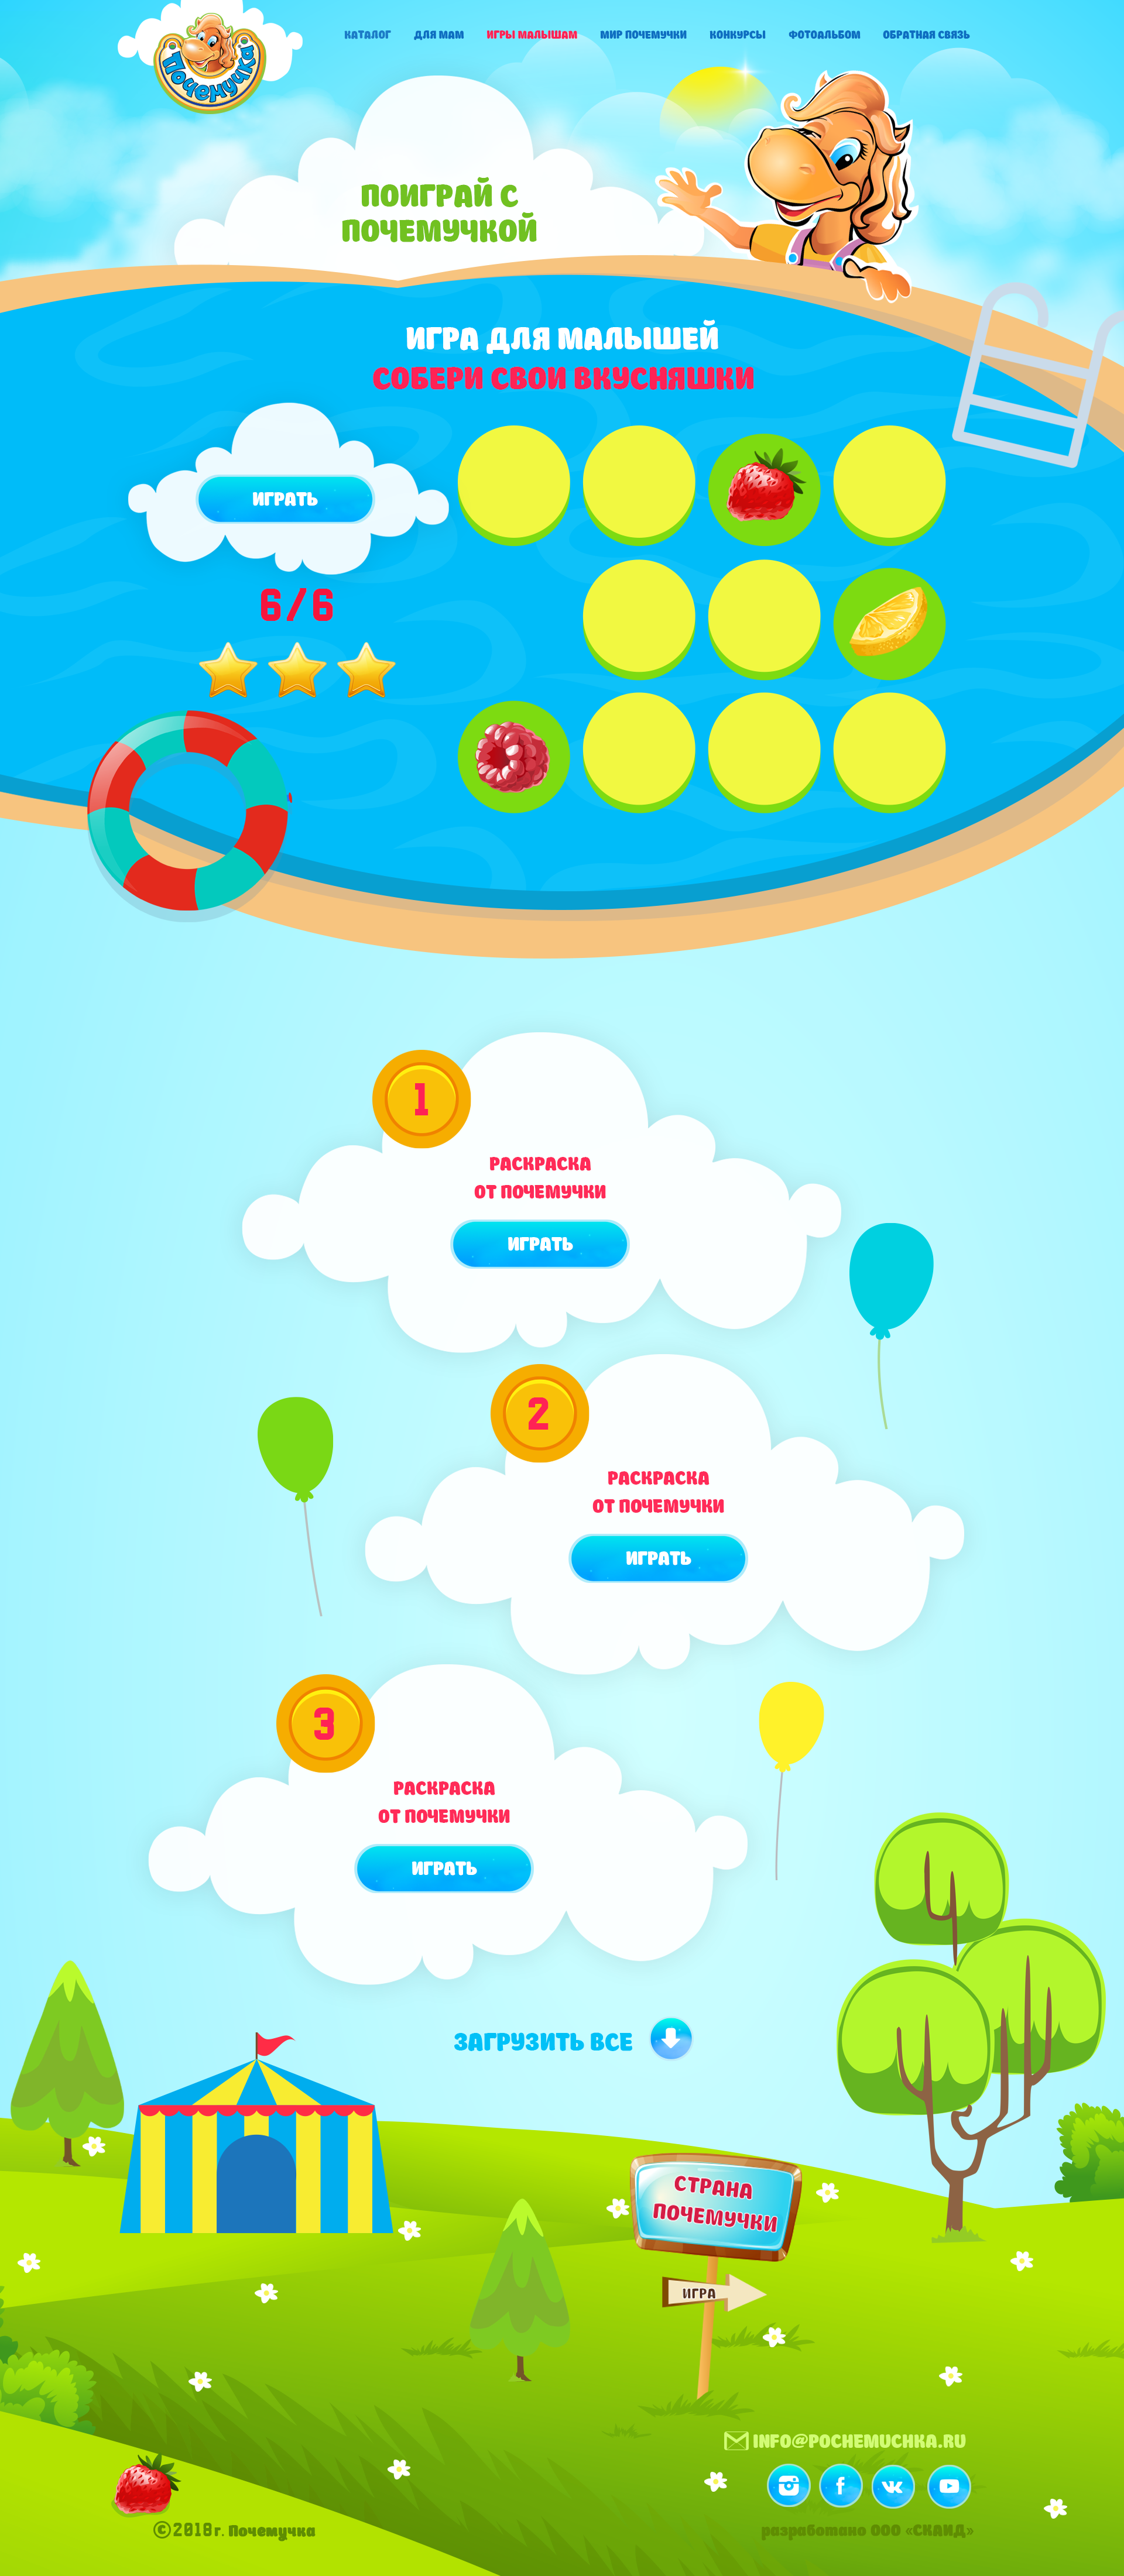 Почемучка
КАТАЛОГ ДЛЯ МАМ ИГРЫ МАЛЫШАМ МИР ПОЧЕМУЧКИ КОНКУРСЫ ФОТОАЛЬБОМ ОБРАТНАЯ СВЯЗЬ
ПОИГРАЙ С
ПОЧЕМУЧКОЙ
ИГРА ДЛЯ МАЛЫШЕЙ
СОБЕРИ СВОИ ВКУСНЯШКИ
ИГРАТЬ
6/6
1
РАСКРАСКА
ОТ ПОЧЕМУЧКИ
ИГРАТЬ
2
РАСКРАСКА
ОТ ПОЧЕМУЧКИ
ИГРАТЬ
3
РАСКРАСКА
ОТ ПОЧЕМУЧКИ
ИГРАТЬ
ЗАГРУЗИТЬ ВСЕ
СТРАНА
ПОЧЕМУЧКИ
ИГРА
INFO@POCHEMUCHKA.RU
©2018г. Почемучка
разработано ООО «СКАНД»